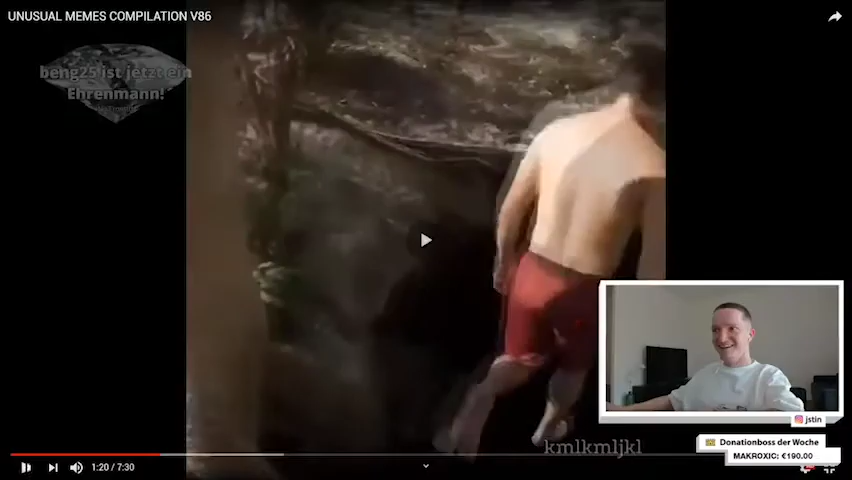 UNUSUAL MEMES COMPILATION V86
beng25 ist jetzt ein
Ehrenmann!
kmlkmljkl
jstin
Donationboss der Woche
MAKROXIC: €190.00
1:20 / 7:30